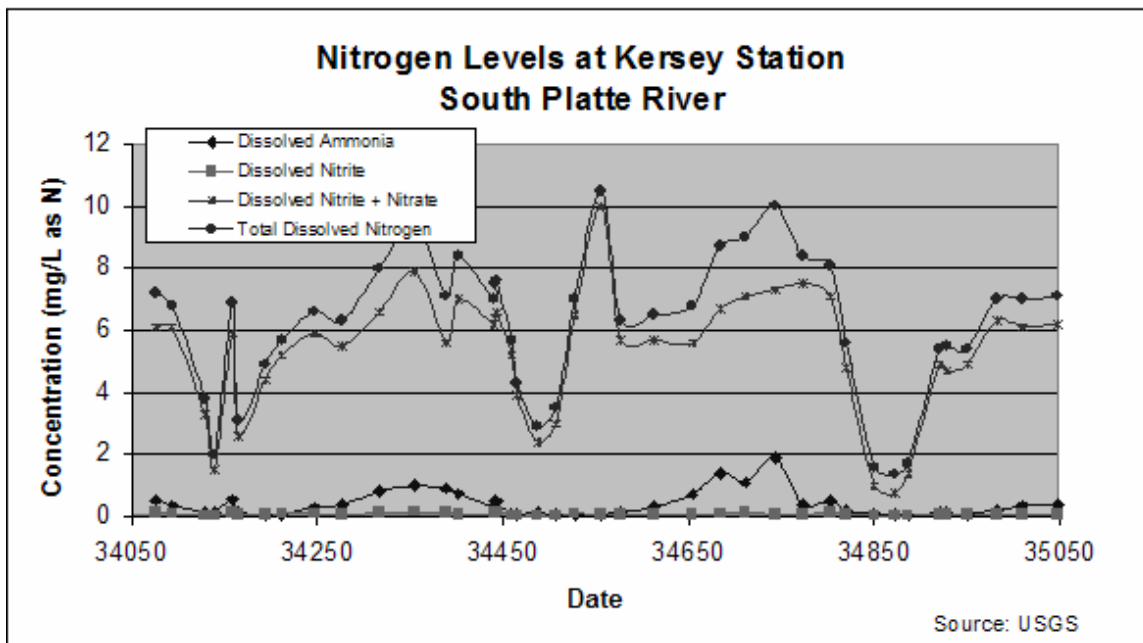 Nitrogen Levels at Kersey Station
South Platte River
Dissolved Ammonia
Dissolved Nitrite
Dissolved Nitrite + Nitrate
Total Dissolved Nitrogen
Concentration (mg/L as N)
12
10
8
6
4
2
0
34050 34250 34450 34650 34850 35050
Date
Source: USGS